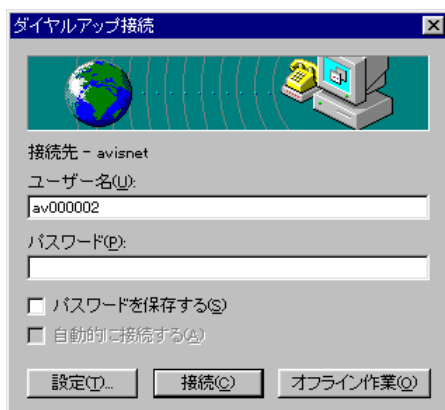 ダイヤルアップ接続
接続先 - avisnet
ユーザー名(U):
av000002
パスワード(P):
パスワードを保存する(S)
自動的に接続する(A)
設定(T)... 接続(C) オフライン作業(O)